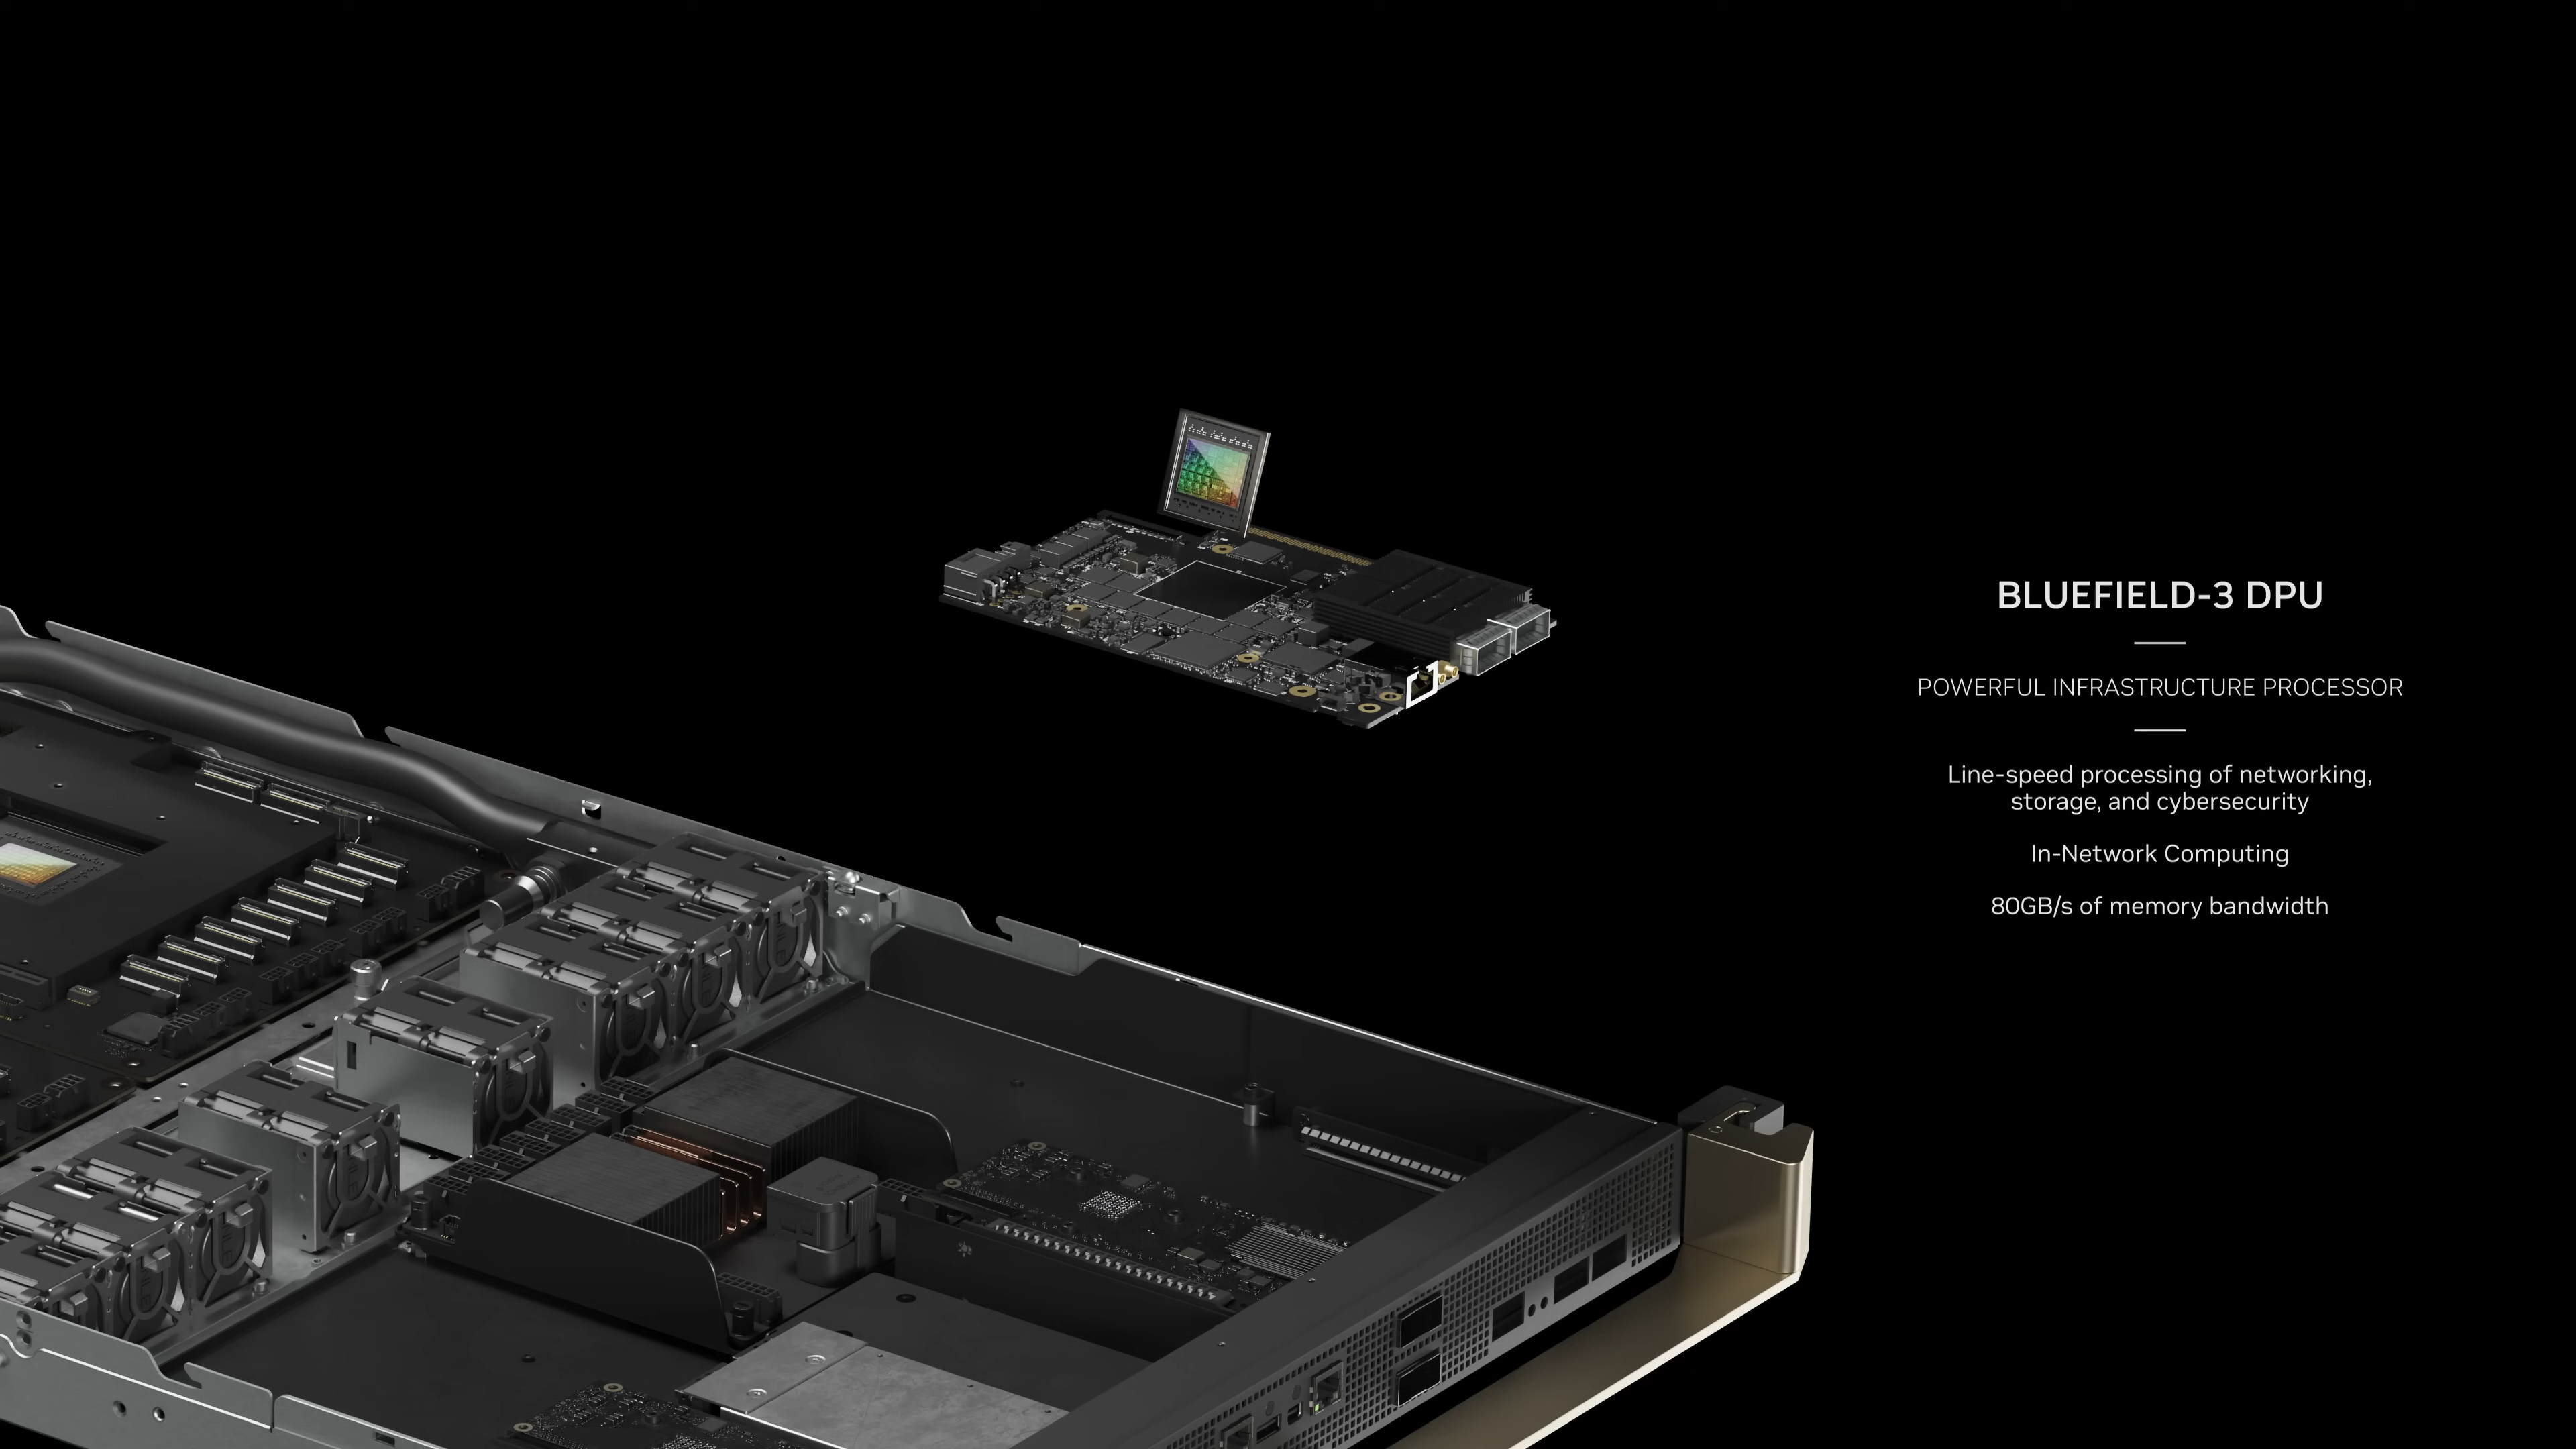 BLUEFIELD-3 DPU
POWERFUL INFRASTRUCTURE PROCESSOR
Line-speed processing of networking,
storage, and cybersecurity
In-Network Computing
80GB/s of memory bandwidth